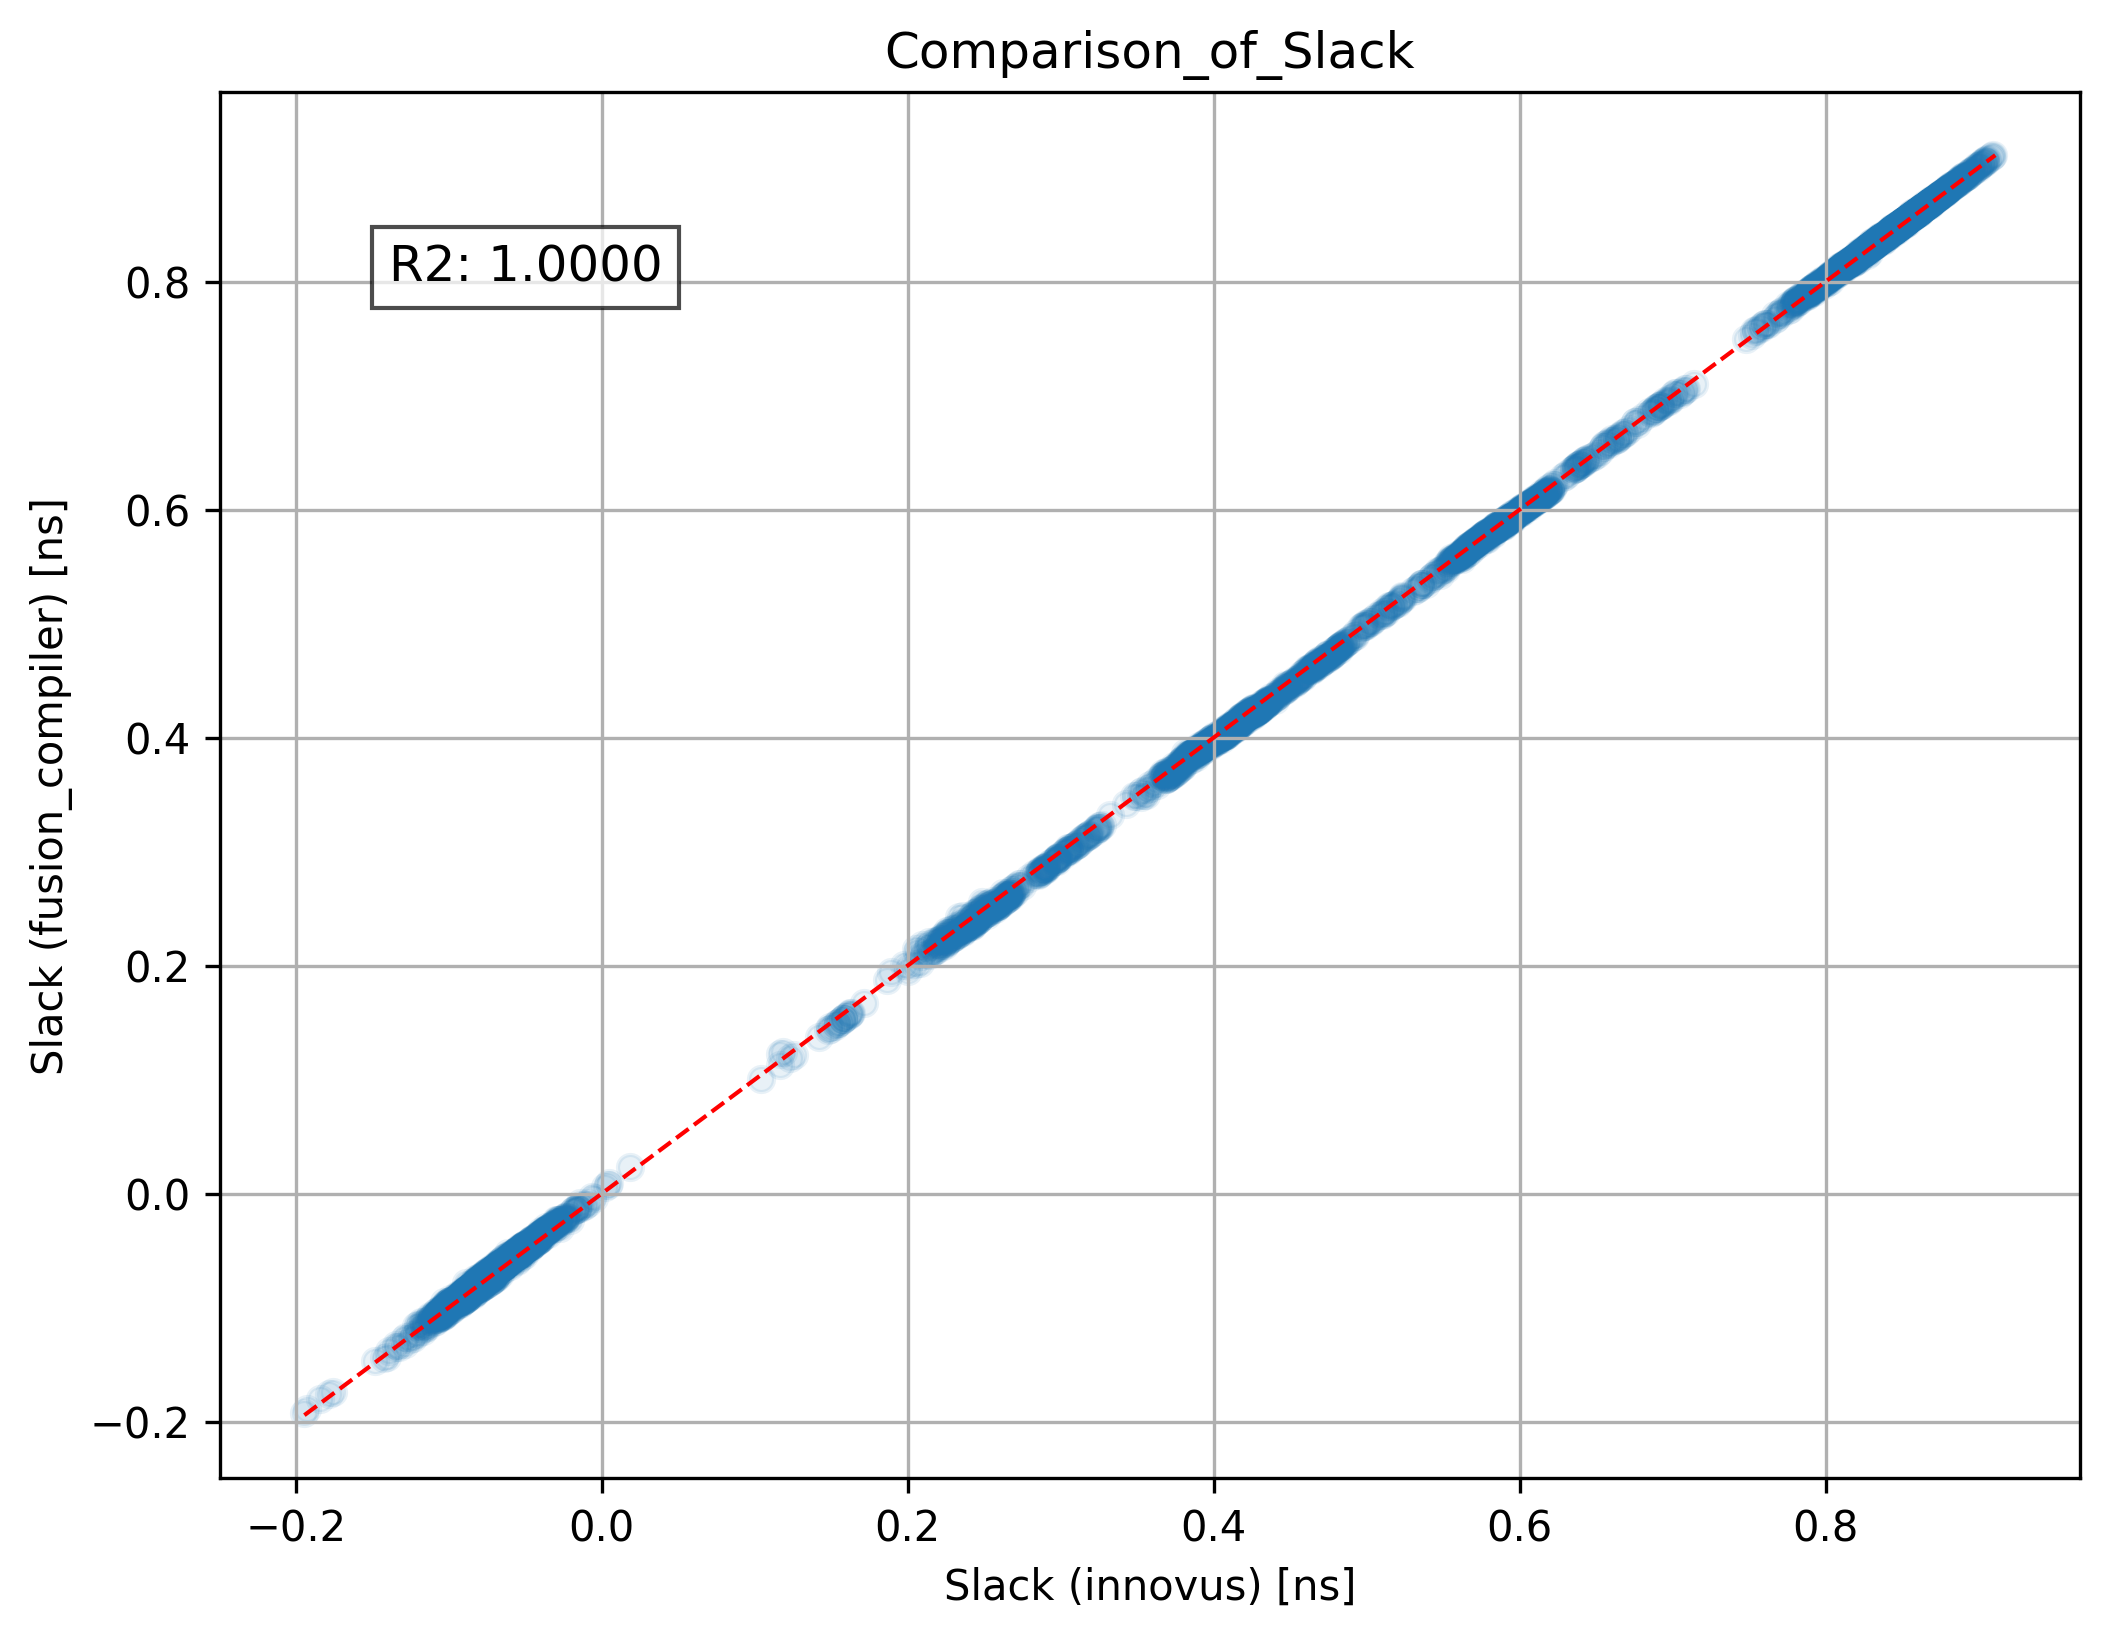 Comparison_of_Slack
R2: 1.0000
Slack (fusion_compiler) [ns]
0.8
0.6
0.4
0.2
0.0
−0.2
−0.2 0.0 0.2 0.4 0.6 0.8
Slack (innovus) [ns]